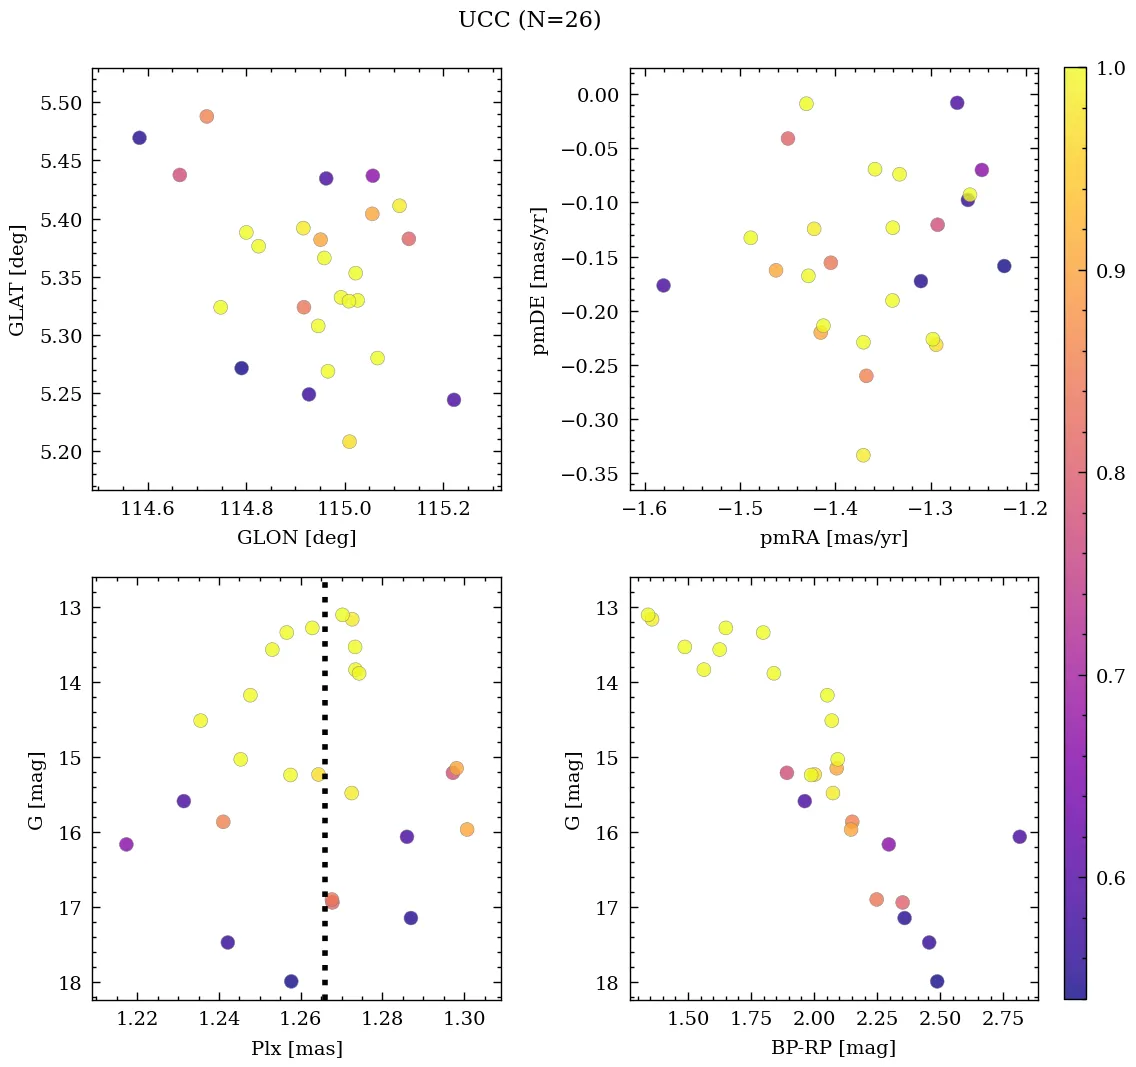 UCC (N=26)
5.50
5.45
5.40
5.35
5.30
5.25
5.20
GLAT [deg]
114.6 114.8 115.0 115.2
GLON [deg]
0.00
−0.05
−0.10
−0.15
−0.20
−0.25
−0.30
−0.35
pmDE [mas/yr]
−1.6 −1.5 −1.4 −1.3 −1.2
pmRA [mas/yr]
13
14
15
16
17
18
G [mag]
1.22 1.24 1.26 1.28 1.30
Plx [mas]
13
14
15
16
17
18
G [mag]
1.50 1.75 2.00 2.25 2.50 2.75
BP-RP [mag]
1.0
0.9
0.8
0.7
0.6